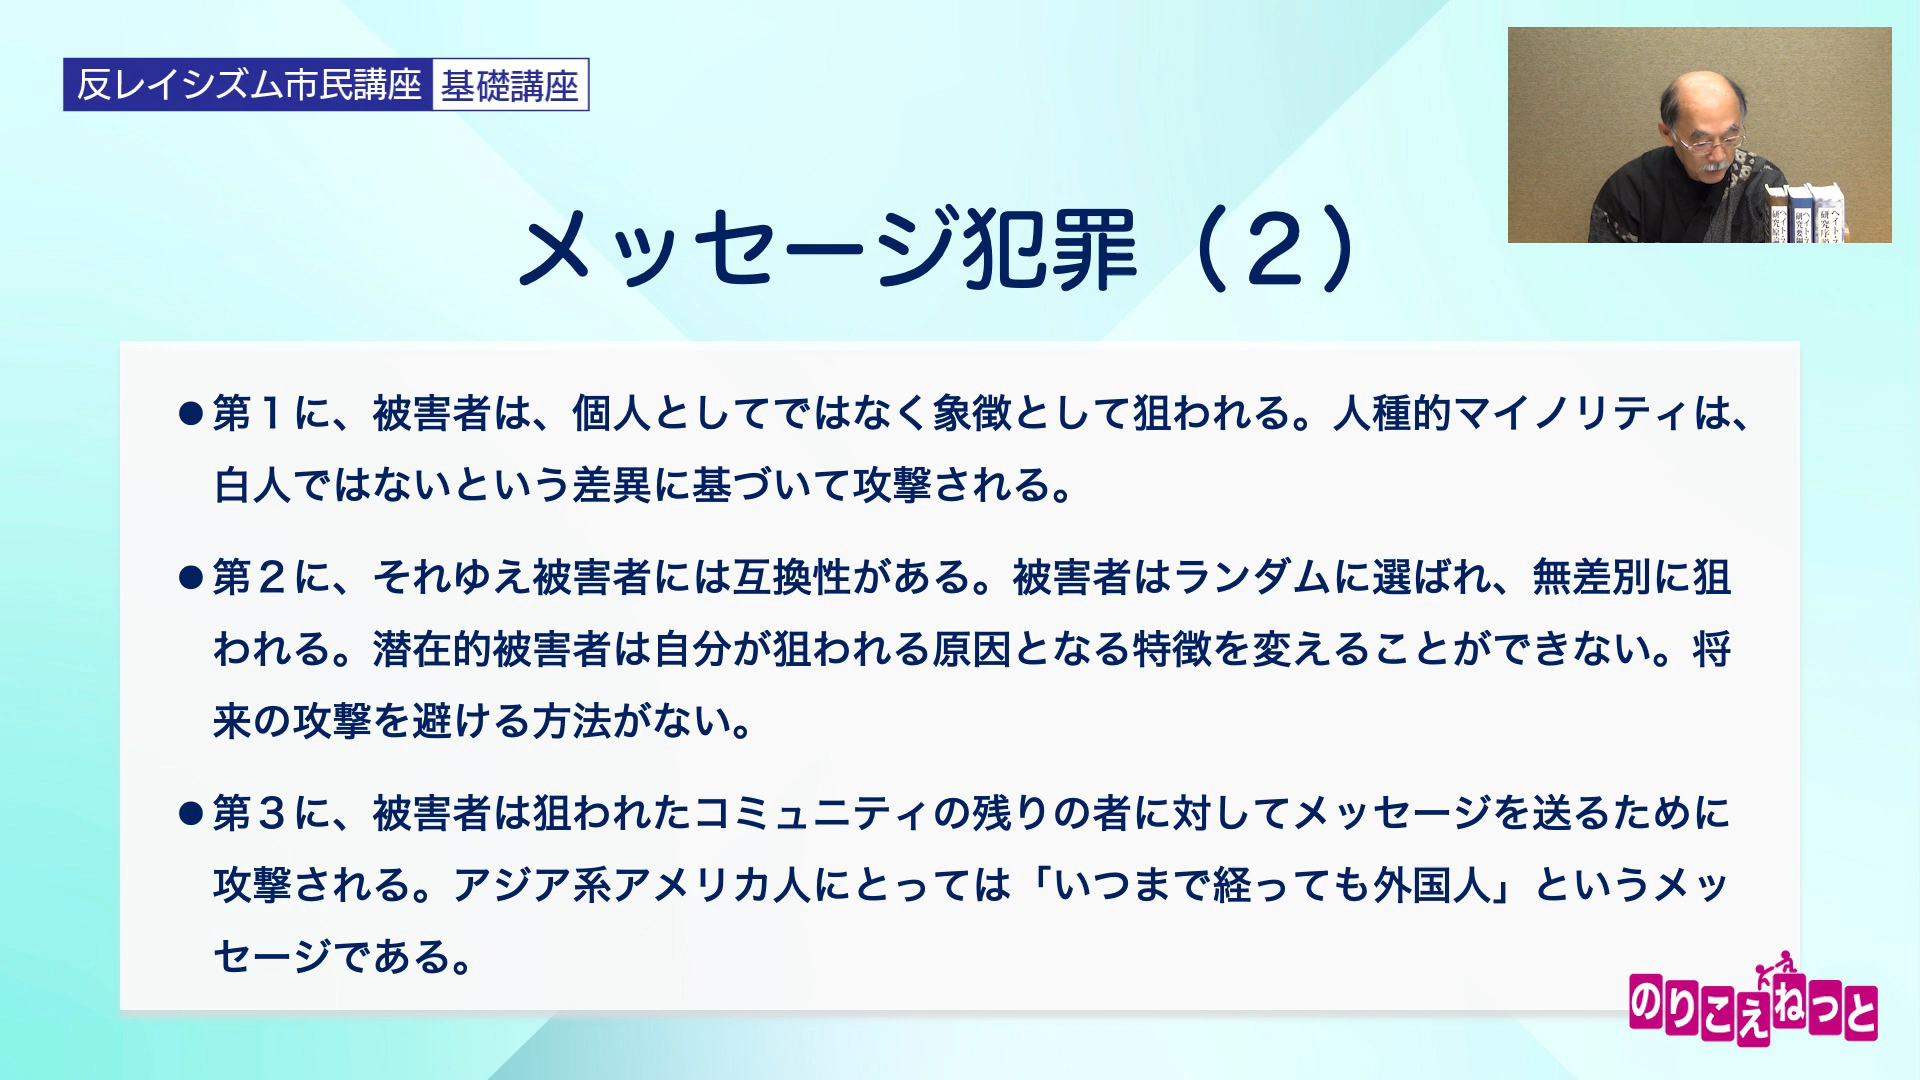 反レイシズム市民講座 基礎講座
メッセージ犯罪（２）
●第１に、被害者は、個人としてではなく象徴として狙われる。人種的マイノリティは、
白人ではないという差異に基づいて攻撃される。
●第２に、それゆえ被害者には互換性がある。被害者はランダムに選ばれ、無差別に狙
われる。潜在的被害者は自分が狙われる原因となる特徴を変えることができない。将
来の攻撃を避ける方法がない。
●第３に、被害者は狙われたコミュニティの残りの者に対してメッセージを送るために
攻撃される。アジア系アメリカ人にとっては「いつまで経っても外国人」というメッ
セージである。
のりこえねっと